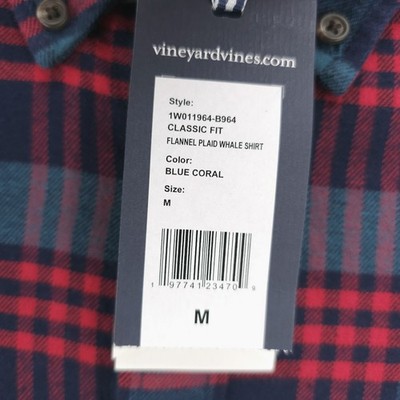 vineyardvines.com
Style:
1W011964-B964
CLASSIC FIT
FLANNEL PLAID WHALE SHIRT
Color:
BLUE CORAL
Size:
M
1 97741 23470 9
M